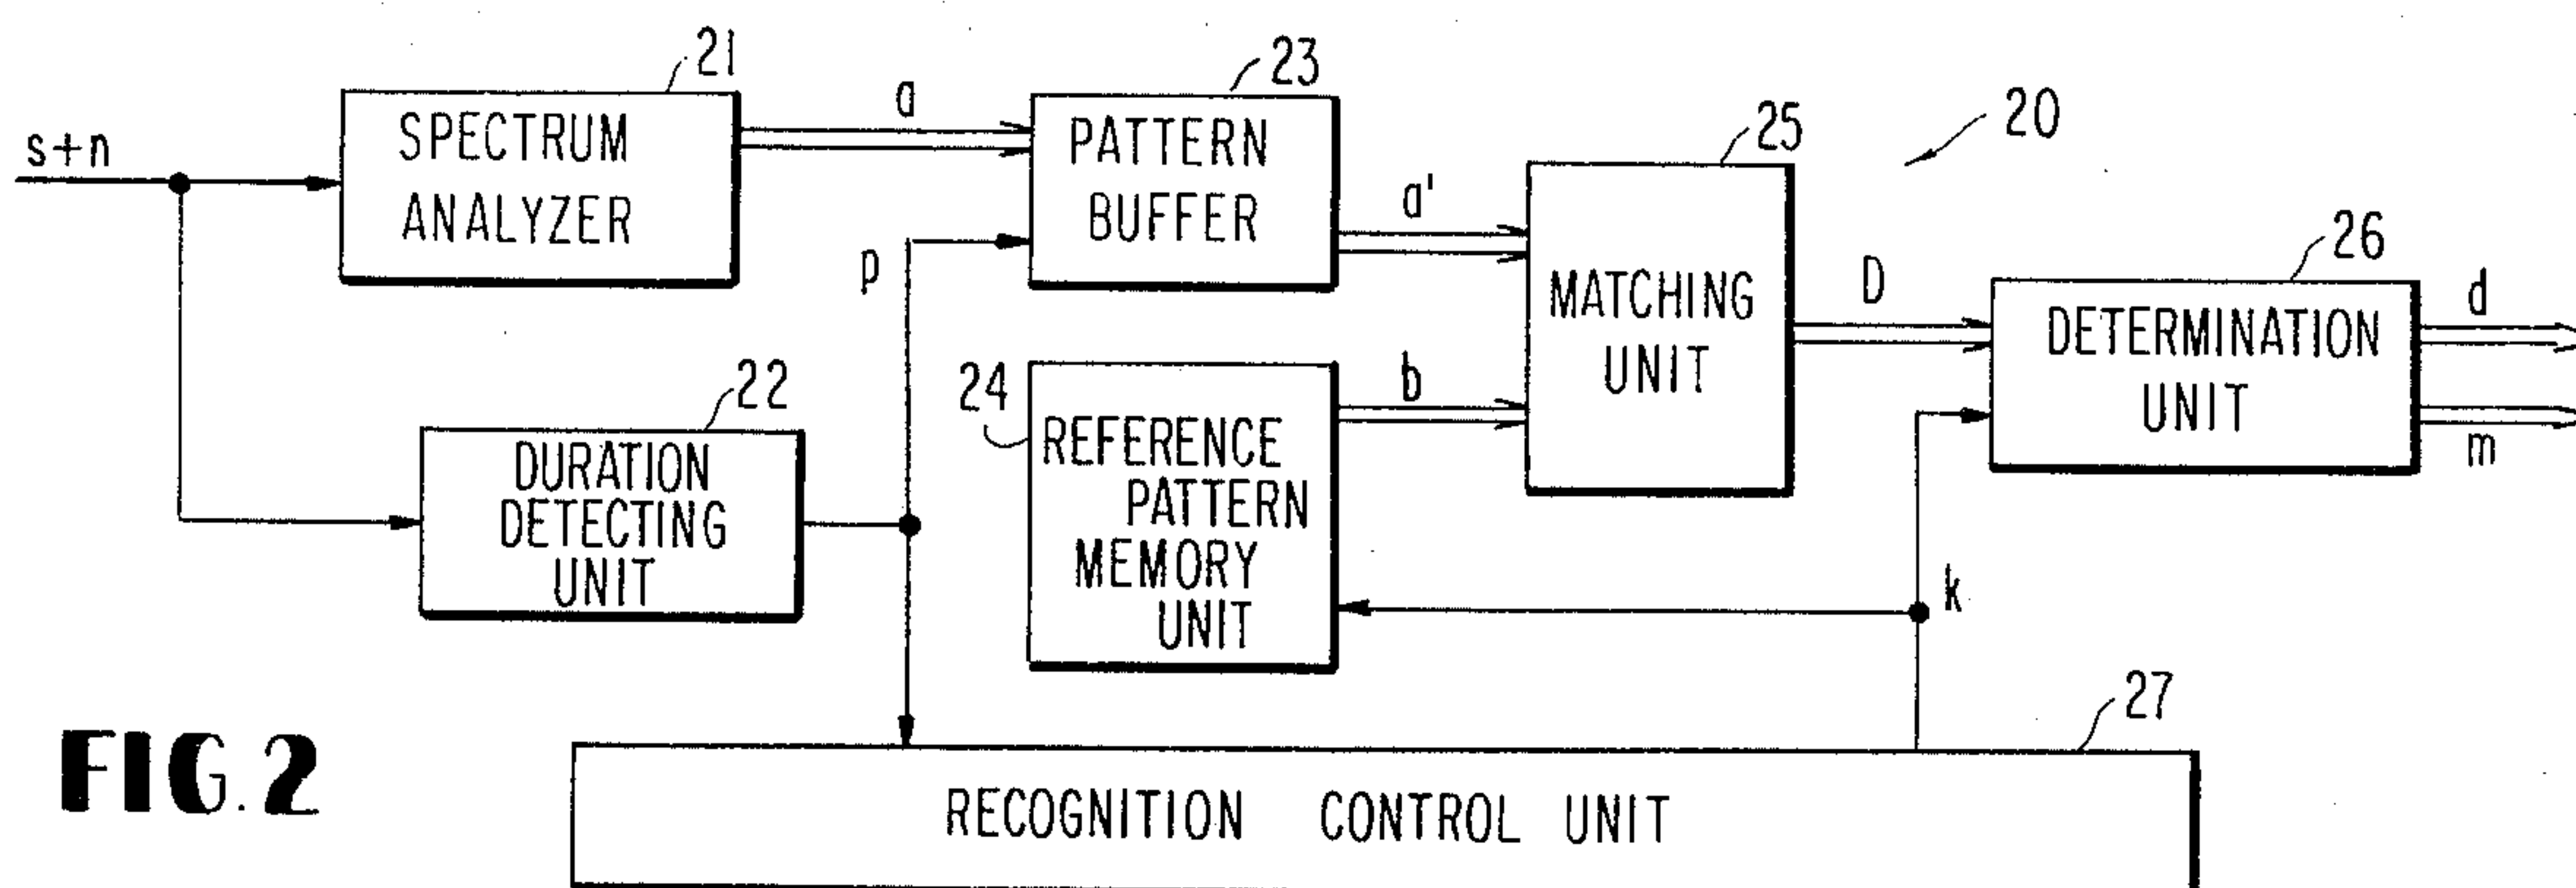 s+n
21
SPECTRUM
ANALYZER
a
23
PATTERN
BUFFER
p
a'
25
MATCHING
UNIT
20
D
26
DETERMINATION
UNIT
d
m
22
DURATION
DETECTING
UNIT
24
REFERENCE
PATTERN
MEMORY
UNIT
b
k
27
RECOGNITION CONTROL UNIT
FIG. 2